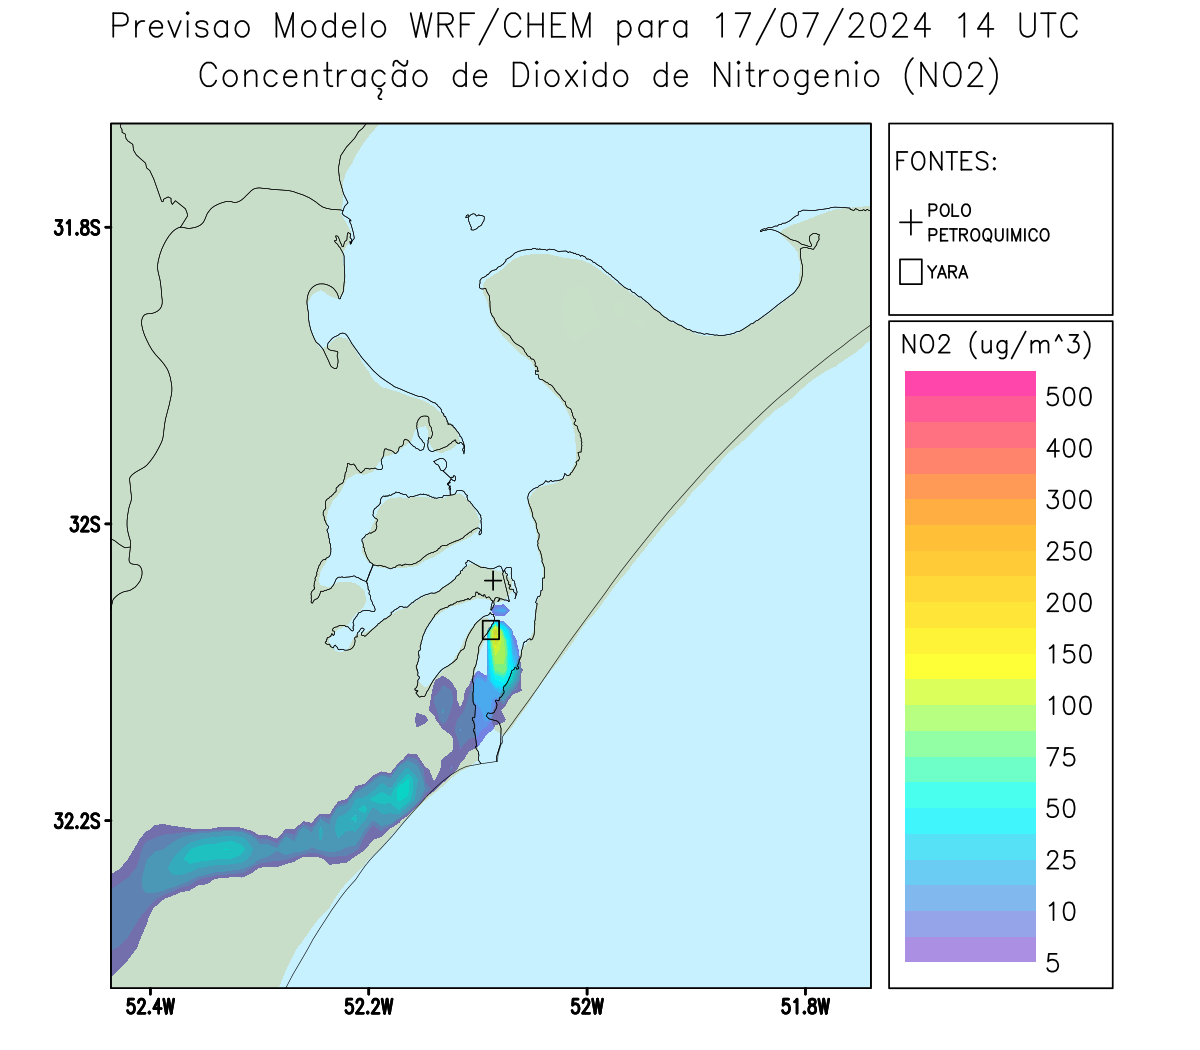 Previsao Modelo WRF/CHEM para 17/07/2024 14 UTC
Concentração de Dioxido de Nitrogenio (NO2)
FONTES:
POLO
PETROQUIMICO
YARA
31.8S
32S
32.2S
52.4W
52.2W
52W
51.8W
NO2 (ug/m^3)
500
400
300
250
200
150
100
75
50
25
10
5